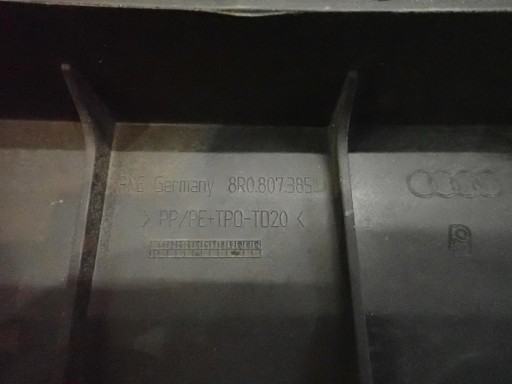 Germany 8R0.807.385
> PP/PE+TPO-TD20 <